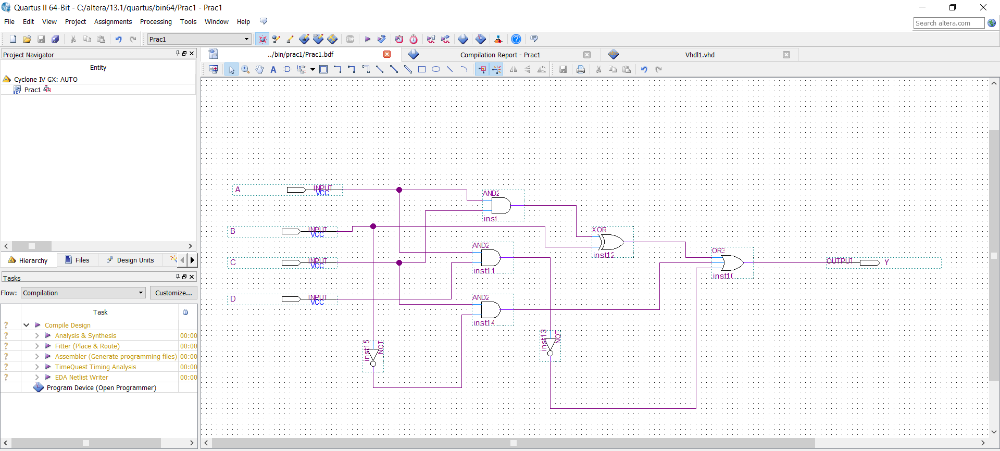 Quartus II 64-Bit - C:/altera/13.1/quartus/bin64/Prac1 - Prac1
File Edit View Project Assignments Processing Tools Window Help
Search altera.com
Prac1
STOP
Project Navigator
../bin/prac1/Prac1.bdf
Compilation Report - Prac1
Vhdl1.vhd
Entity
Cyclone IV GX: AUTO
Prac1
Hierarchy Files Design Units
Tasks
Flow: Compilation Customize...
Task
Compile Design
Analysis & Synthesis 00:00
Fitter (Place & Route) 00:00
Assembler (Generate programming files) 00:00
TimeQuest Timing Analysis 00:00
EDA Netlist Writer 00:00
Program Device (Open Programmer)
A INPUT
VCC
AND2
inst
B INPUT
VCC
XOR
inst12
AND2
inst11
C INPUT
VCC
OR3
inst10
OUTPUT Y
D INPUT
VCC
AND2
inst14
inst15 NOT
inst13 NOT